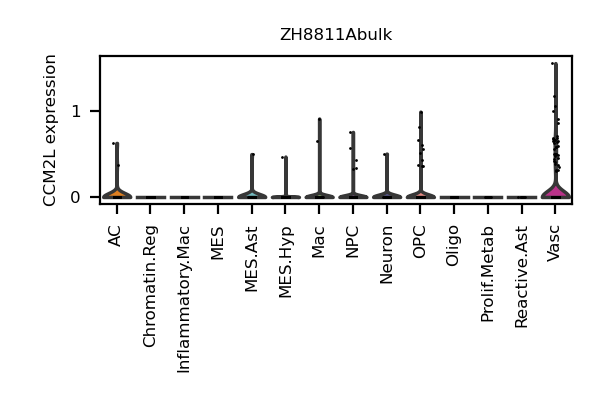 ZH8811Abulk
CCM2L expression
1
0
AC
Chromatin.Reg
Inflammatory.Mac
MES
MES.Ast
MES.Hyp
Mac
NPC
Neuron
OPC
Oligo
Prolif.Metab
Reactive.Ast
Vasc